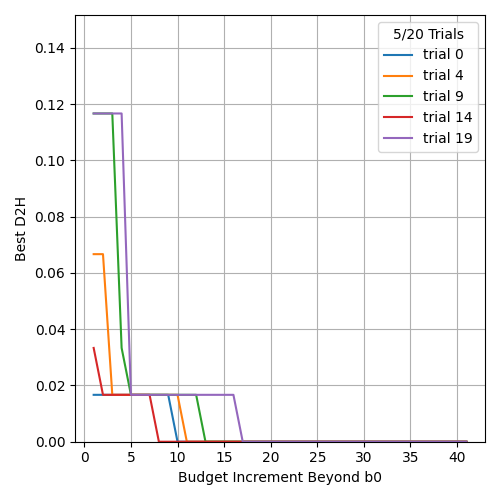 5/20 Trials
trial 0
trial 4
trial 9
trial 14
trial 19
0.14
0.12
0.10
0.08
0.06
0.04
0.02
0.00
Best D2H
0 5 10 15 20 25 30 35 40
Budget Increment Beyond b0